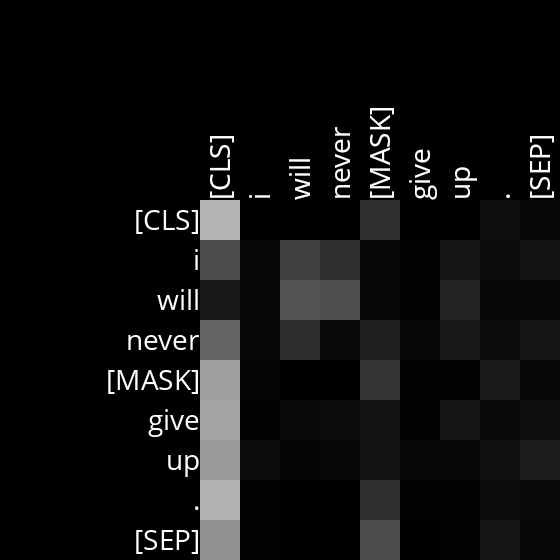 [CLS] i will never [MASK] give up . [SEP]
[CLS]
i
will
never
[MASK]
give
up
.
[SEP]